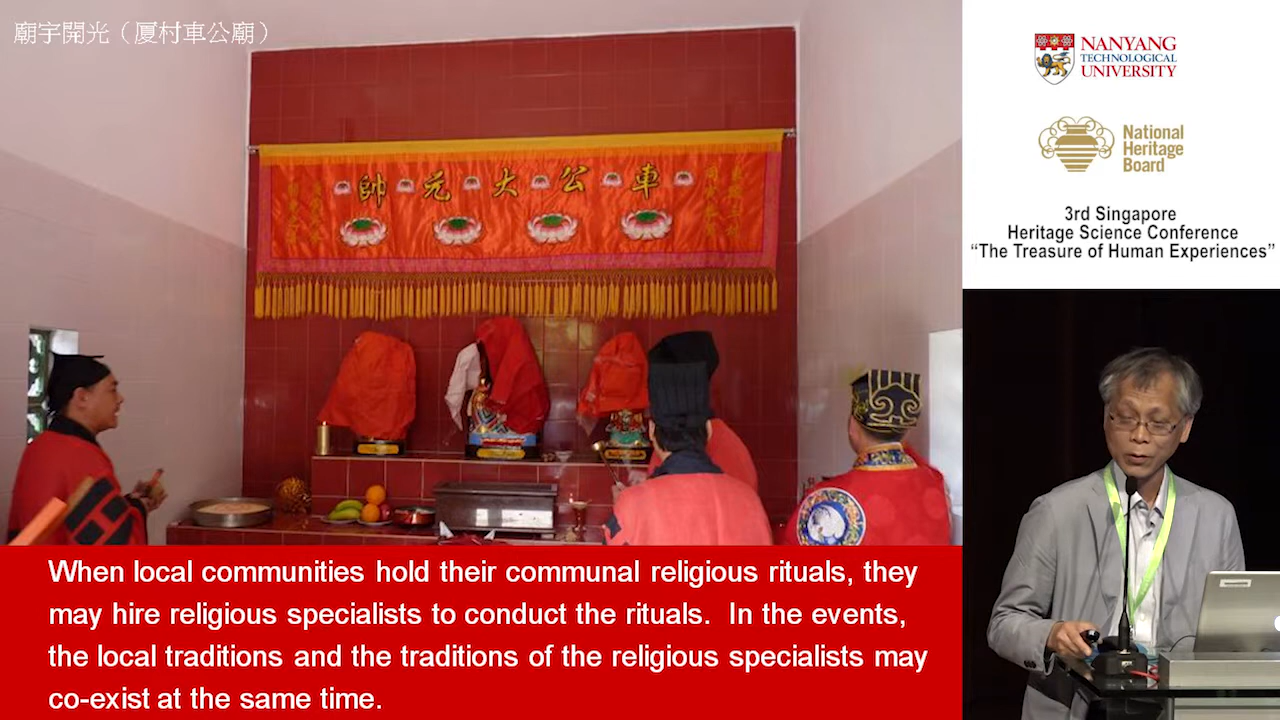 廟宇開光（厦村車公廟）
帥元大公車
When local communities hold their communal religious rituals, they
may hire religious specialists to conduct the rituals. In the events,
the local traditions and the traditions of the religious specialists may
co-exist at the same time.
NANYANG
TECHNOLOGICAL
UNIVERSITY
National
Heritage
Board
3rd Singapore
Heritage Science Conference
“The Treasure of Human Experiences”